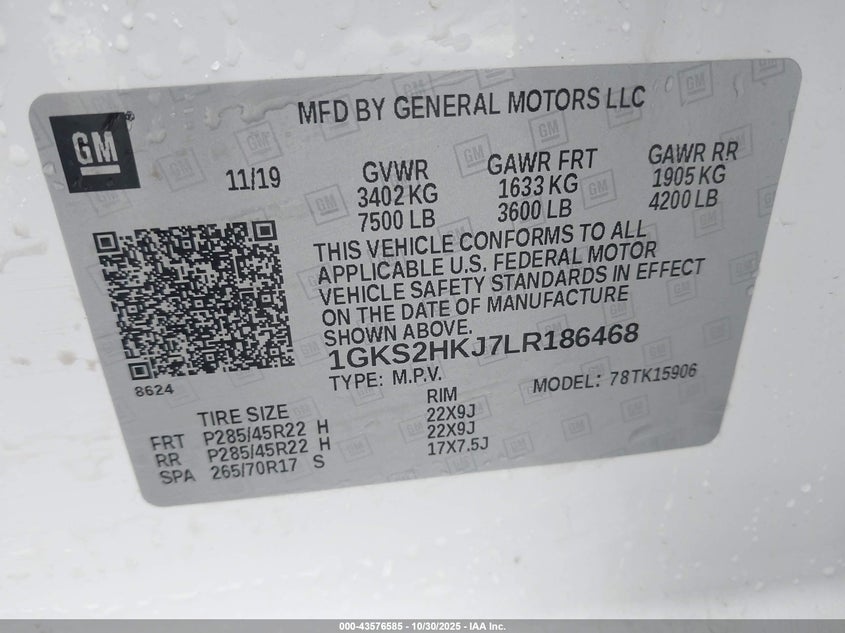 MFD BY GENERAL MOTORS LLC
GM
11/19
GVWR
3402 KG
7500 LB
GAWR FRT
1633 KG
3600 LB
GAWR RR
1905 KG
4200 LB
THIS VEHICLE CONFORMS TO ALL
APPLICABLE U.S. FEDERAL MOTOR
VEHICLE SAFETY STANDARDS IN EFFECT
ON THE DATE OF MANUFACTURE
SHOWN ABOVE.
1GKS2HKJ7LR186468
8624
TYPE: M.P.V. MODEL: 78TK15906
TIRE SIZE RIM
FRT P285/45R22 H 22X9J
RR P285/45R22 H 22X9J
SPA 265/70R17 S 17X7.5J
000-43576585 - 10/30/2025 - IAA Inc.